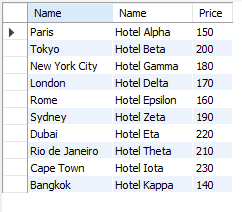 Name Name Price
Paris Hotel Alpha 150
Tokyo Hotel Beta 200
New York City Hotel Gamma 180
London Hotel Delta 170
Rome Hotel Epsilon 160
Sydney Hotel Zeta 190
Dubai Hotel Eta 220
Rio de Janeiro Hotel Theta 210
Cape Town Hotel Iota 230
Bangkok Hotel Kappa 140